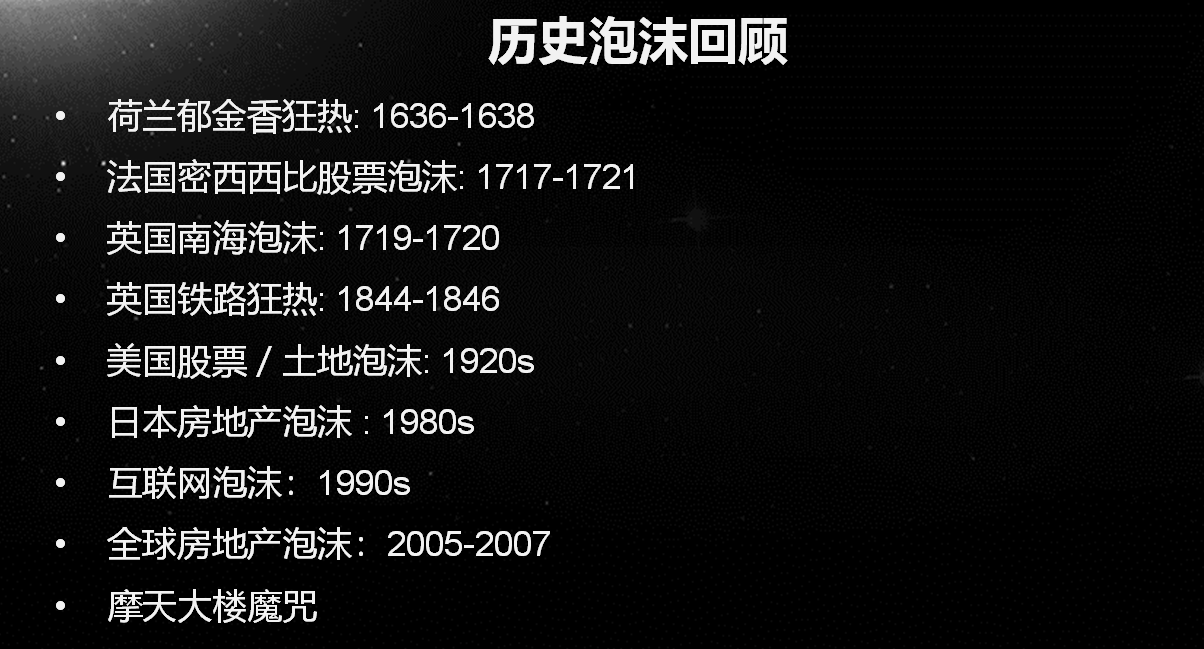 历史泡沫回顾
• 荷兰郁金香狂热: 1636-1638
• 法国密西西比股票泡沫: 1717-1721
• 英国南海泡沫: 1719-1720
• 英国铁路狂热: 1844-1846
• 美国股票 / 土地泡沫: 1920s
• 日本房地产泡沫 : 1980s
• 互联网泡沫：1990s
• 全球房地产泡沫：2005-2007
• 摩天大楼魔咒